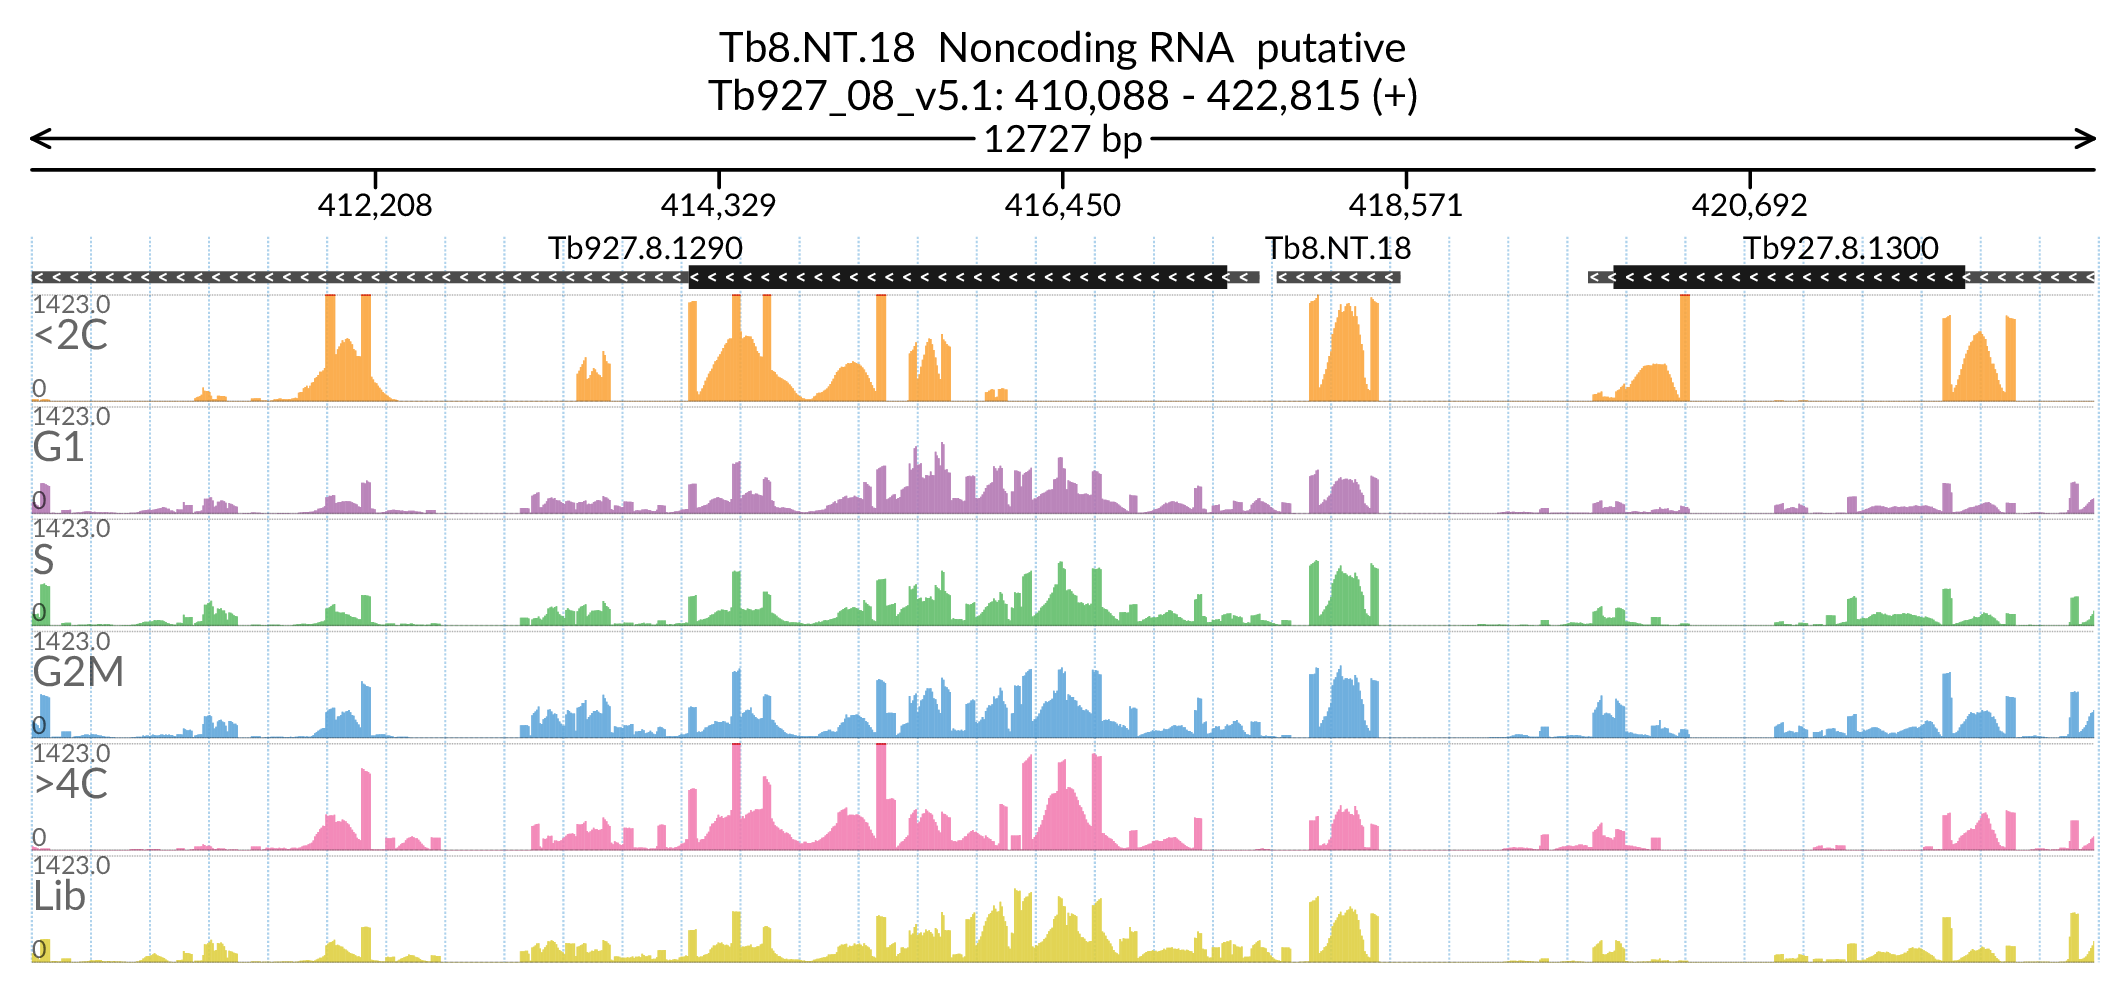 Tb8.NT.18 Noncoding RNA putative
Tb927_08_v5.1: 410,088 - 422,815 (+)
12727 bp
412,208 414,329 416,450 418,571 420,692
Tb927.8.1290 Tb8.NT.18 Tb927.8.1300
1423.0
<2C
0
1423.0
G1
0
1423.0
S
0
1423.0
G2M
0
1423.0
>4C
0
1423.0
Lib
0